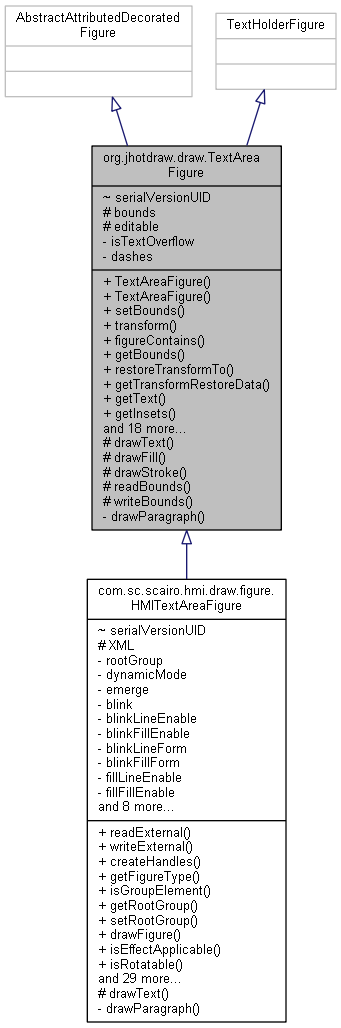 AbstractAttributedDecorated
Figure
TextHolderFigure
org.jhotdraw.draw.TextArea
Figure
~ serialVersionUID
# bounds
# editable
- isTextOverflow
- dashes
+ TextAreaFigure()
+ TextAreaFigure()
+ setBounds()
+ transform()
+ figureContains()
+ getBounds()
+ restoreTransformTo()
+ getTransformRestoreData()
+ getText()
+ getInsets()
and 18 more...
# drawText()
# drawFill()
# drawStroke()
# readBounds()
# writeBounds()
- drawParagraph()
com.sc.scairo.hmi.draw.figure.
HMITextAreaFigure
~ serialVersionUID
# XML
- rootGroup
- dynamicMode
- emerge
- blink
- blinkLineEnable
- blinkFillEnable
- blinkLineForm
- blinkFillForm
- fillLineEnable
- fillFillEnable
and 8 more...
+ readExternal()
+ writeExternal()
+ createHandles()
+ getFigureType()
+ isGroupElement()
+ getRootGroup()
+ setRootGroup()
+ drawFigure()
+ isEffectApplicable()
+ isRotatable()
and 29 more...
# drawText()
- drawParagraph()